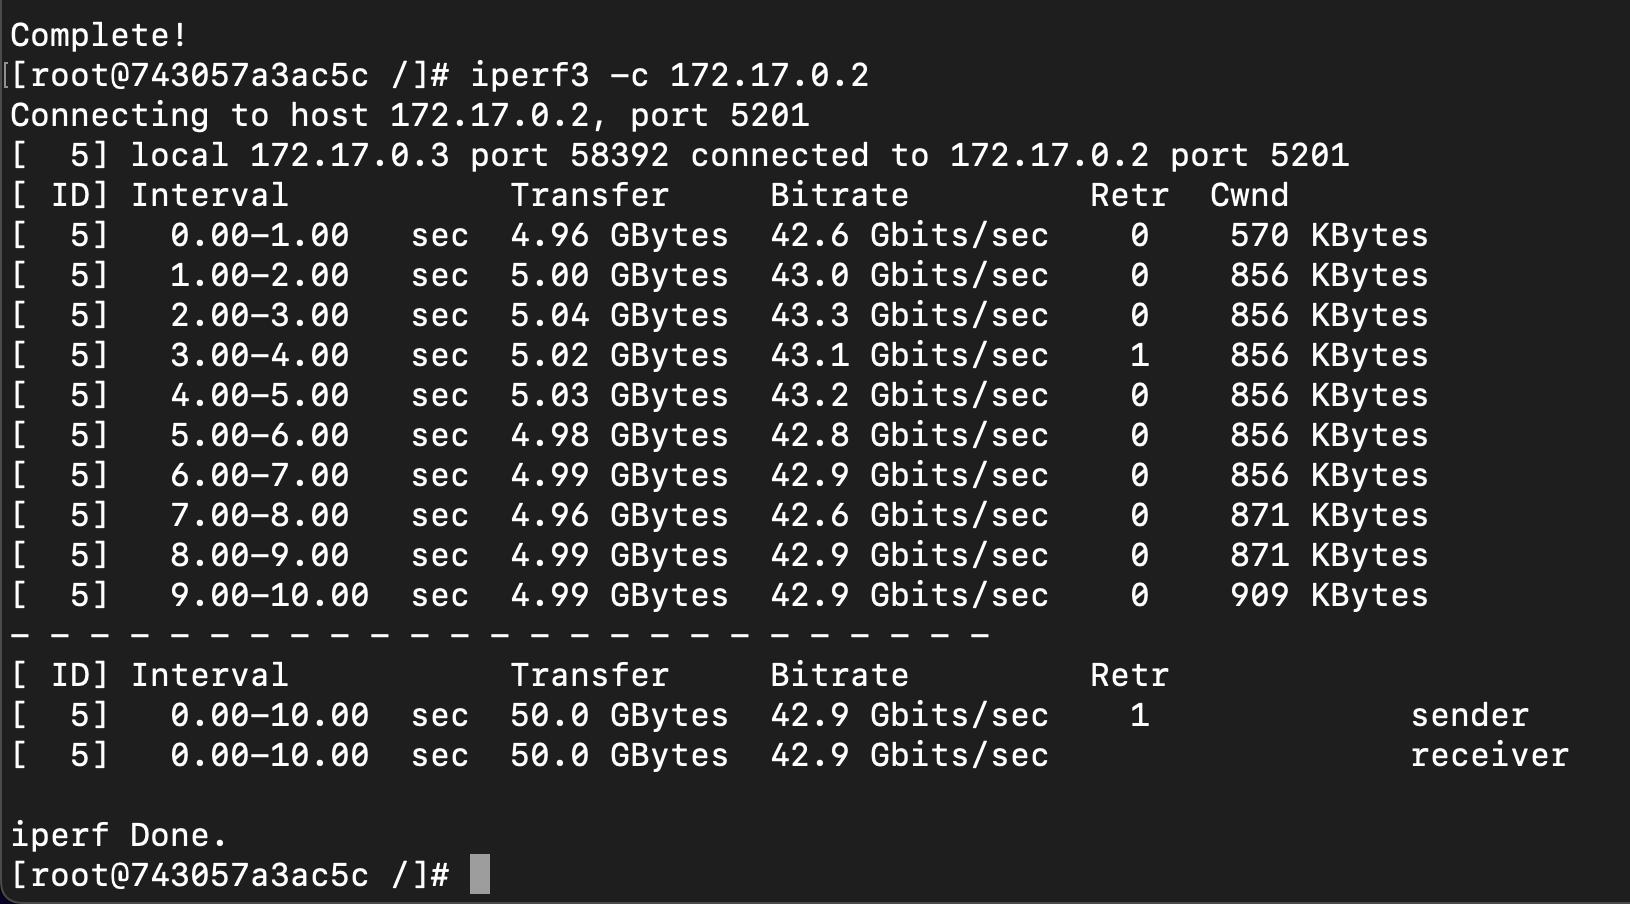 Complete!
[[root@743057a3ac5c /]# iperf3 -c 172.17.0.2
Connecting to host 172.17.0.2, port 5201
[  5] local 172.17.0.3 port 58392 connected to 172.17.0.2 port 5201
[ ID] Interval           Transfer     Bitrate         Retr  Cwnd
[  5]   0.00-1.00   sec  4.96 GBytes  42.6 Gbits/sec    0    570 KBytes
[  5]   1.00-2.00   sec  5.00 GBytes  43.0 Gbits/sec    0    856 KBytes
[  5]   2.00-3.00   sec  5.04 GBytes  43.3 Gbits/sec    0    856 KBytes
[  5]   3.00-4.00   sec  5.02 GBytes  43.1 Gbits/sec    1    856 KBytes
[  5]   4.00-5.00   sec  5.03 GBytes  43.2 Gbits/sec    0    856 KBytes
[  5]   5.00-6.00   sec  4.98 GBytes  42.8 Gbits/sec    0    856 KBytes
[  5]   6.00-7.00   sec  4.99 GBytes  42.9 Gbits/sec    0    856 KBytes
[  5]   7.00-8.00   sec  4.96 GBytes  42.6 Gbits/sec    0    871 KBytes
[  5]   8.00-9.00   sec  4.99 GBytes  42.9 Gbits/sec    0    871 KBytes
[  5]   9.00-10.00  sec  4.99 GBytes  42.9 Gbits/sec    0    909 KBytes
- - - - - - - - - - - - - - - - - - - - - - - - -
[ ID] Interval           Transfer     Bitrate         Retr
[  5]   0.00-10.00  sec  50.0 GBytes  42.9 Gbits/sec    1             sender
[  5]   0.00-10.00  sec  50.0 GBytes  42.9 Gbits/sec                  receiver

iperf Done.
[root@743057a3ac5c /]#